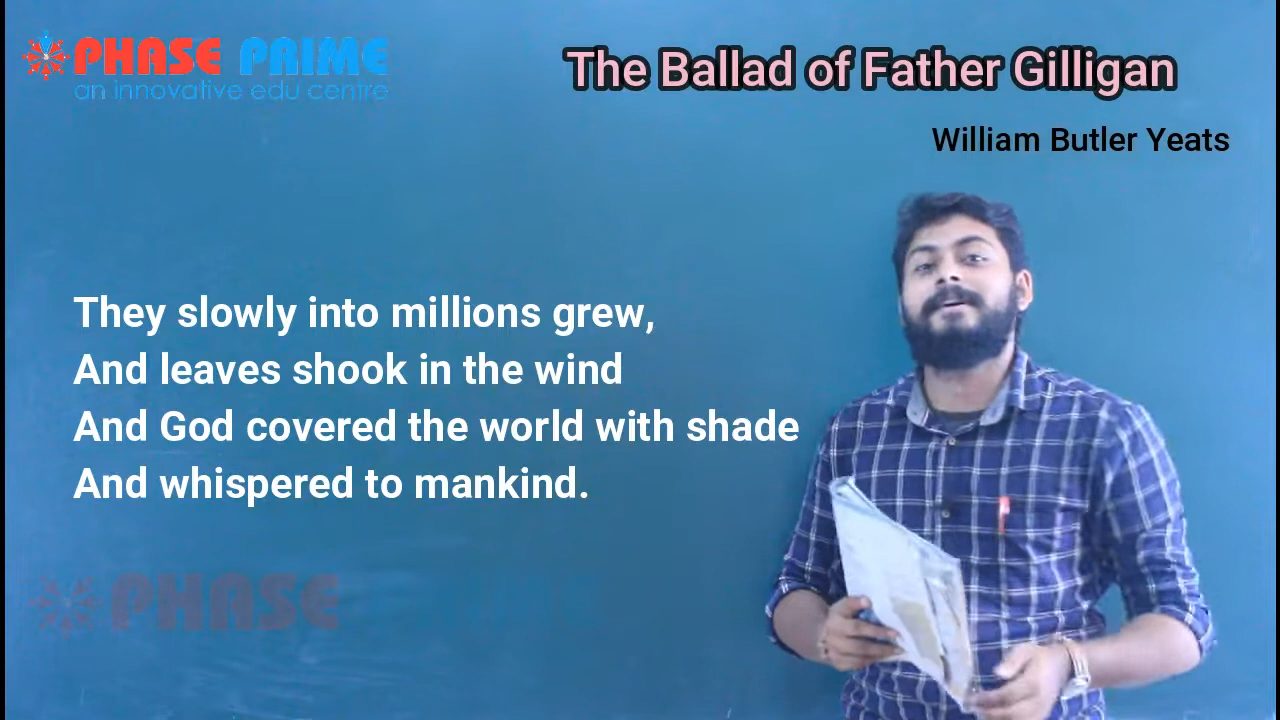 PHASE PRIME
an innovative edu centre
The Ballad of Father Gilligan
William Butler Yeats
They slowly into millions grew,
And leaves shook in the wind
And God covered the world with shade
And whispered to mankind.
PHASE